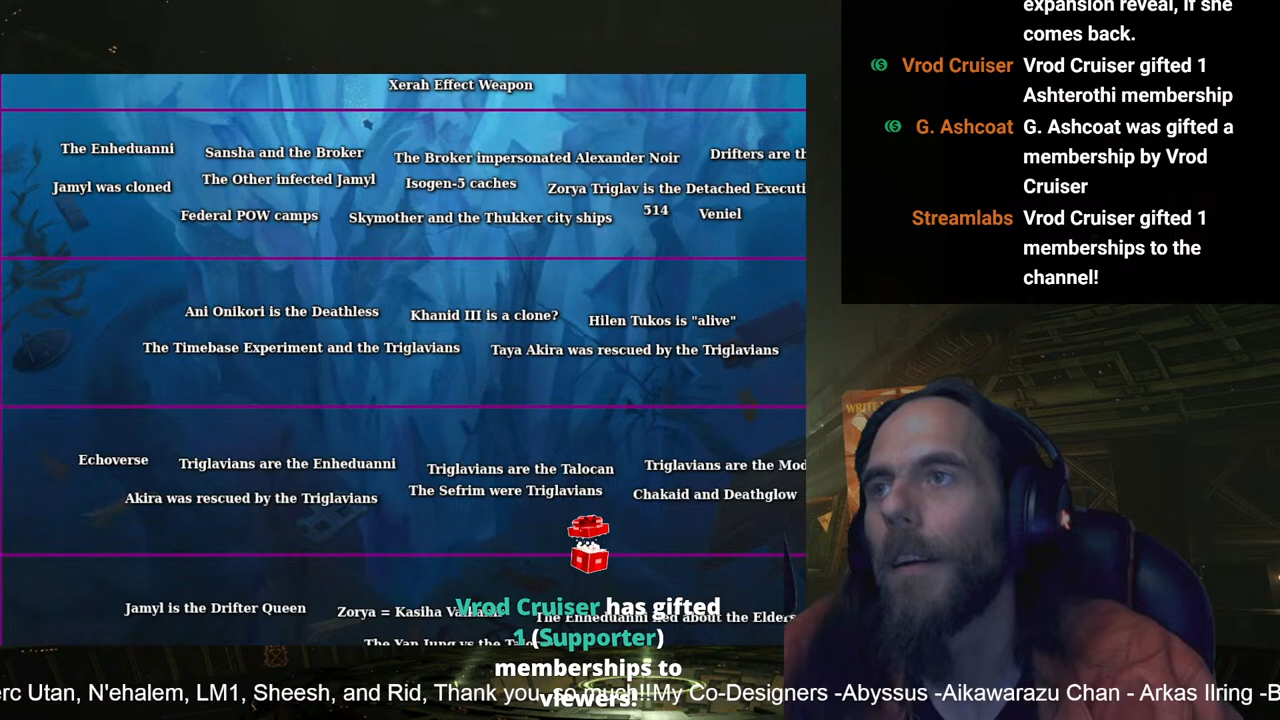 expansion reveal, if she
comes back.
Vrod Cruiser Vrod Cruiser gifted 1
Ashterothi membership
G. Ashcoat G. Ashcoat was gifted a
membership by Vrod
Cruiser
Streamlabs Vrod Cruiser gifted 1
memberships to the
channel!
Xerah Effect Weapon
The Enheduanni Sansha and the Broker The Broker impersonated Alexander Noir Drifters are th
Jamyl was cloned The Other infected Jamyl Isogen-5 caches Zorya Triglav is the Detached Executi
Federal POW camps Skymother and the Thukker city ships 514 Veniel
Ani Onikori is the Deathless Khanid III is a clone? Hilen Tukos is "alive"
The Timebase Experiment and the Triglavians Taya Akira was rescued by the Triglavians
Echoverse Triglavians are the Enheduanni Triglavians are the Talocan Triglavians are the Mod
Akira was rescued by the Triglavians The Sefrim were Triglavians Chakaid and Deathglow
Jamyl is the Drifter Queen Zorya = Kasiha The Enheduanni lied about the Elders
The Yan Jung vs the
Vrod Cruiser has gifted
1 (Supporter)
memberships to
viewers!
WRITE
erc Utan, N'ehalem, LM1, Sheesh, and Rid, Thank you so much!!My Co-Designers -Abyssus -Aikawarazu Chan - Arkas Ilring -B